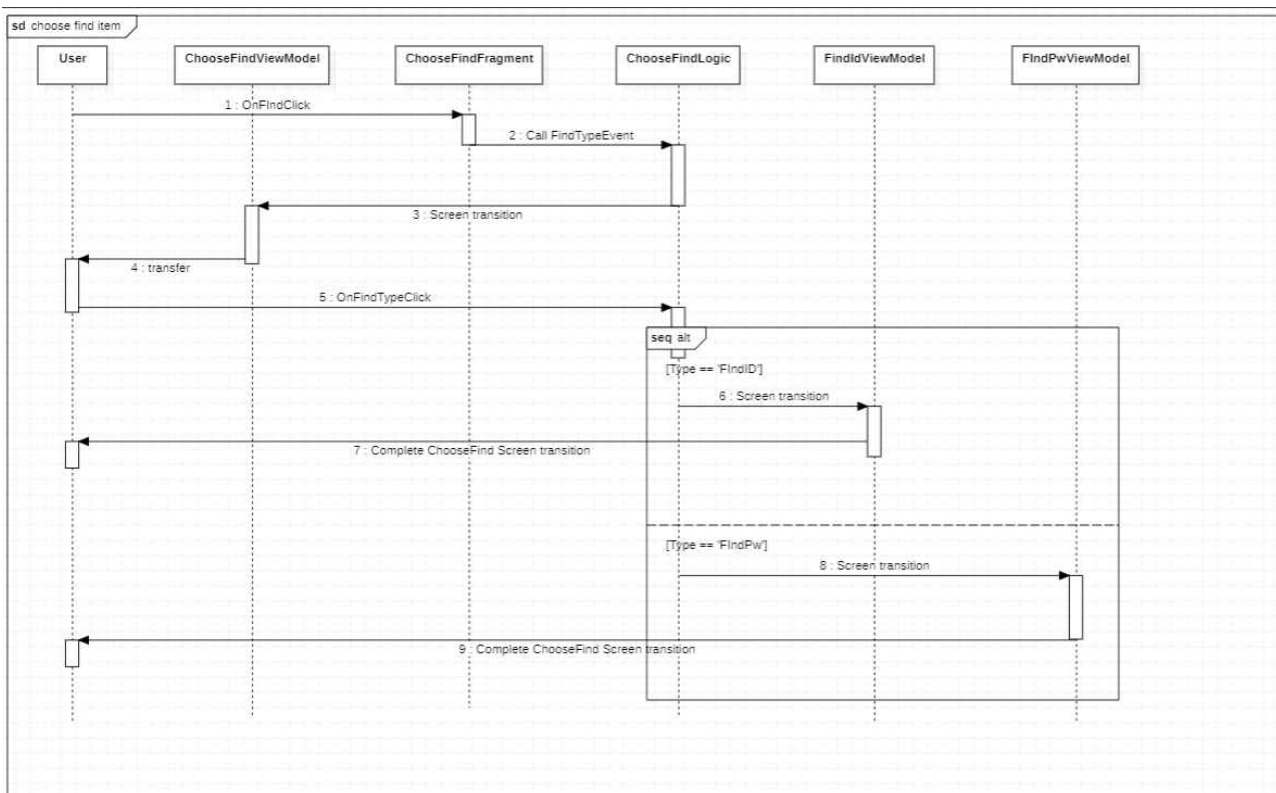 sd choose find item
User
ChooseFindViewModel
ChooseFindFragment
ChooseFindLogic
FindIdViewModel
FIndPwViewModel
1 : OnFIndClick
2 : Call FindTypeEvent
3 : Screen transition
4 : transfer
5 : OnFindTypeClick
seq alt
[Type == 'FIndID']
6 : Screen transition
7 : Complete ChooseFind Screen transition
[Type == 'FIndPw']
8 : Screen transition
9 : Complete ChooseFind Screen transition